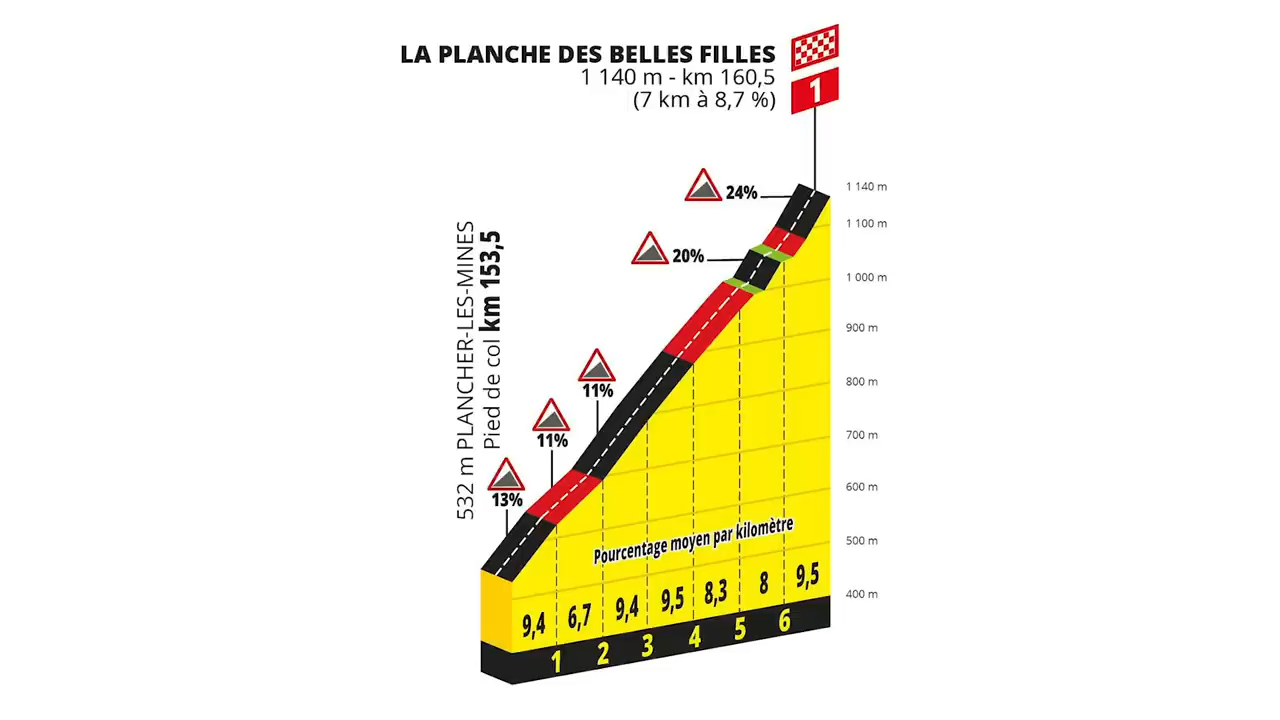 LA PLANCHE DES BELLES FILLES
1 140 m - km 160,5
(7 km à 8,7 %)
1
24%
20%
11%
11%
13%
532 m PLANCHER-LES-MINES
Pied de col km 153,5
1 140 m
1 100 m
1 000 m
900 m
800 m
700 m
600 m
500 m
400 m
Pourcentage moyen par kilomètre
9,4 6,7 9,4 9,5 8,3 8 9,5
1 2 3 4 5 6